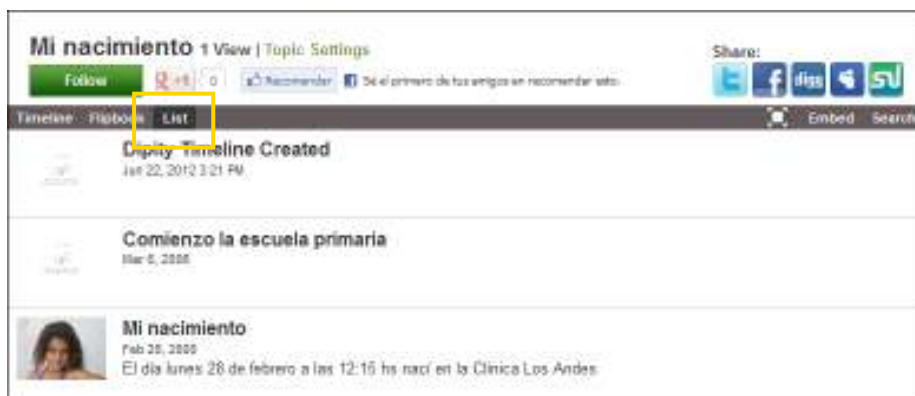 Mi nacimiento 1 View | Topic Settings
Share:
Follow
+1 0 Recomendar Sé el primero de tus amigos en recomendar esto.
digg
Timeline Flipbook List Embed Search
Dipity Timeline Created
Jun 22, 2012 3:21 PM
Comienzo la escuela primaria
Mar 6, 2006
Mi nacimiento
Feb 28, 2000
El día lunes 28 de febrero a las 12:15 hs nací en la Clínica Los Andes